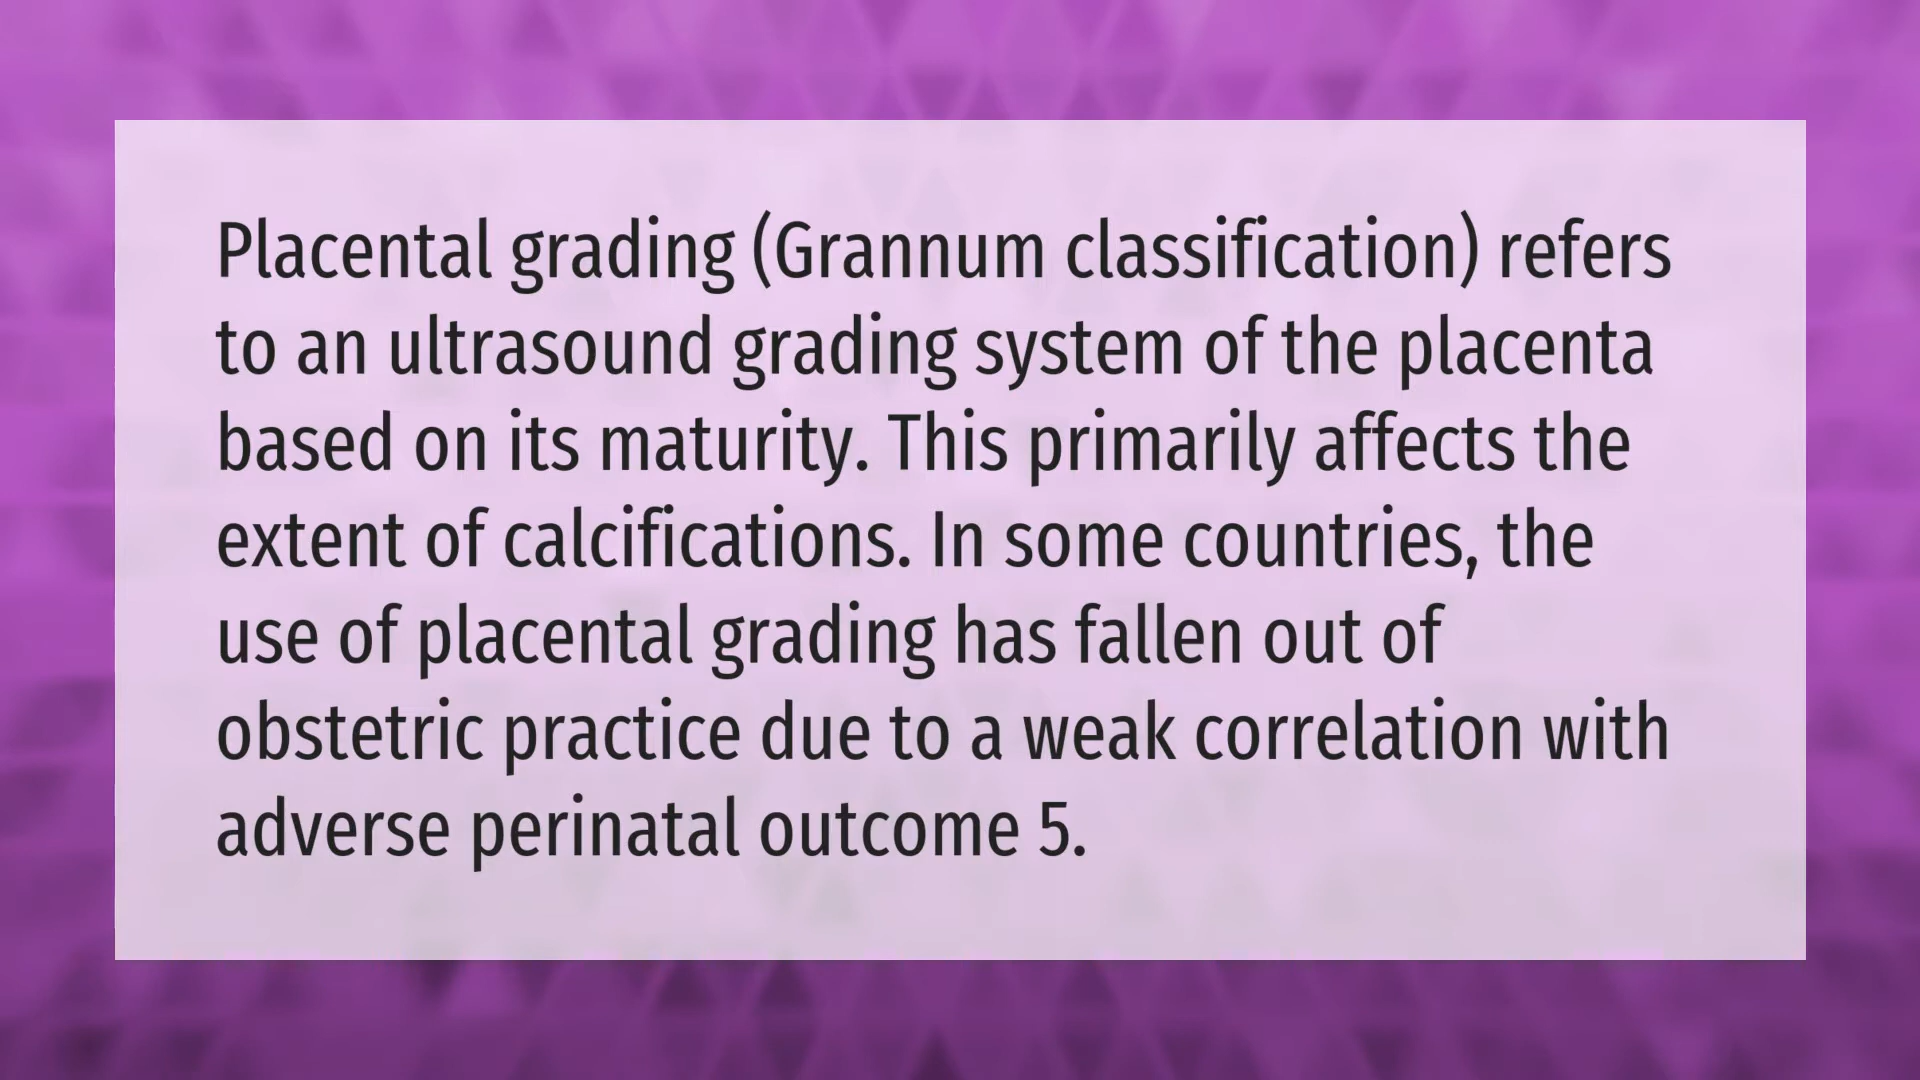 Placental grading (Grannum classification) refers
to an ultrasound grading system of the placenta
based on its maturity. This primarily affects the
extent of calcifications. In some countries, the
use of placental grading has fallen out of
obstetric practice due to a weak correlation with
adverse perinatal outcome 5.